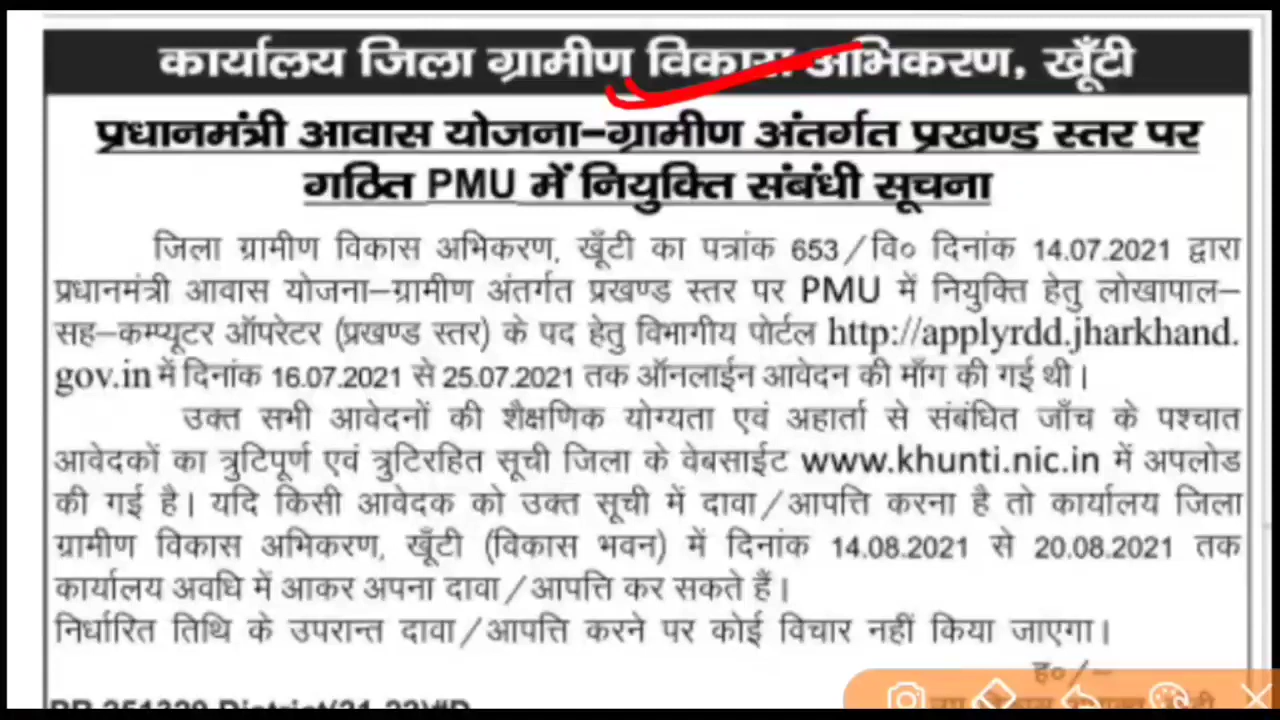 कार्यालय जिला ग्रामीण विकास अभिकरण, खूँटी
प्रधानमंत्री आवास योजना–ग्रामीण अंतर्गत प्रखण्ड स्तर पर
गठित PMU में नियुक्ति संबंधी सूचना
जिला ग्रामीण विकास अभिकरण, खूँटी का पत्रांक 653/वि० दिनांक 14.07.2021 द्वारा
प्रधानमंत्री आवास योजना–ग्रामीण अंतर्गत प्रखण्ड स्तर पर PMU में नियुक्ति हेतु लोखापाल–
सह–कम्प्यूटर ऑपरेटर (प्रखण्ड स्तर) के पद हेतु विभागीय पोर्टल http://applyrdd.jharkhand.
gov.in में दिनांक 16.07.2021 से 25.07.2021 तक ऑनलाईन आवेदन की माँग की गई थी।
उक्त सभी आवेदनों की शैक्षणिक योग्यता एवं अहार्ता से संबंधित जाँच के पश्चात
आवेदकों का त्रुटिपूर्ण एवं त्रुटिरहित सूची जिला के वेबसाईट www.khunti.nic.in में अपलोड
की गई है। यदि किसी आवेदक को उक्त सूची में दावा/आपत्ति करना है तो कार्यालय जिला
ग्रामीण विकास अभिकरण, खूँटी (विकास भवन) में दिनांक 14.08.2021 से 20.08.2021 तक
कार्यालय अवधि में आकर अपना दावा/आपत्ति कर सकते हैं।
निर्धारित तिथि के उपरान्त दावा/आपत्ति करने पर कोई विचार नहीं किया जाएगा।
ह०/–